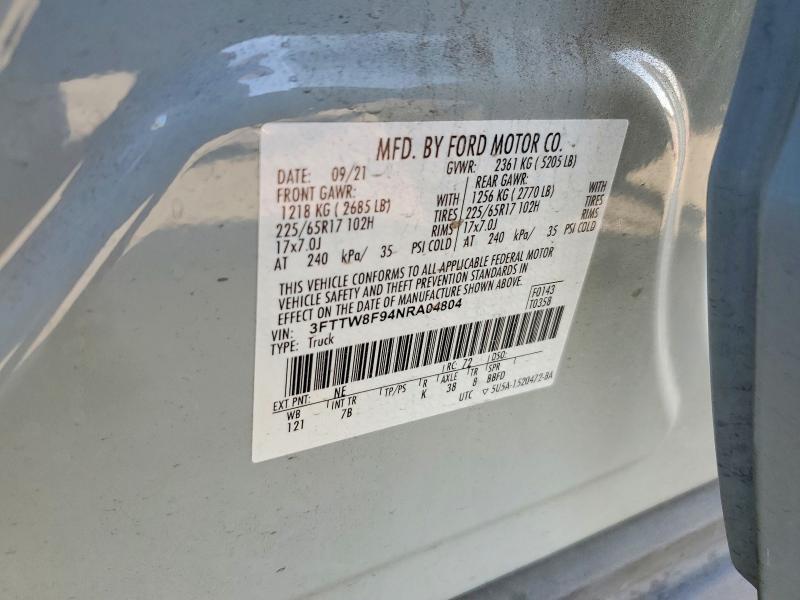 MFD. BY FORD MOTOR CO.
DATE: 09/21 GVWR: 2361 KG ( 5205 LB)
FRONT GAWR: REAR GAWR:
1218 KG ( 2685 LB) WITH 1256 KG ( 2770 LB) WITH
225/65R17 102H TIRES 225/65R17 102H TIRES
17x7.0J RIMS 17x7.0J RIMS
AT 240 kPa/ 35 PSI COLD AT 240 kPa/ 35 PSI COLD
THIS VEHICLE CONFORMS TO ALL APPLICABLE FEDERAL MOTOR
VEHICLE SAFETY AND THEFT PREVENTION STANDARDS IN
EFFECT ON THE DATE OF MANUFACTURE SHOWN ABOVE.
VIN: 3FTTW8F94NRA04804 F0143
TYPE: Truck T0358
EXT PNT: NE RC: 72 DSO:
WB INT TR TP/PS R AXLE TR SPR
121 7B K 38 8 BBFD
UTC ▽ 5U5A-1520472-BA